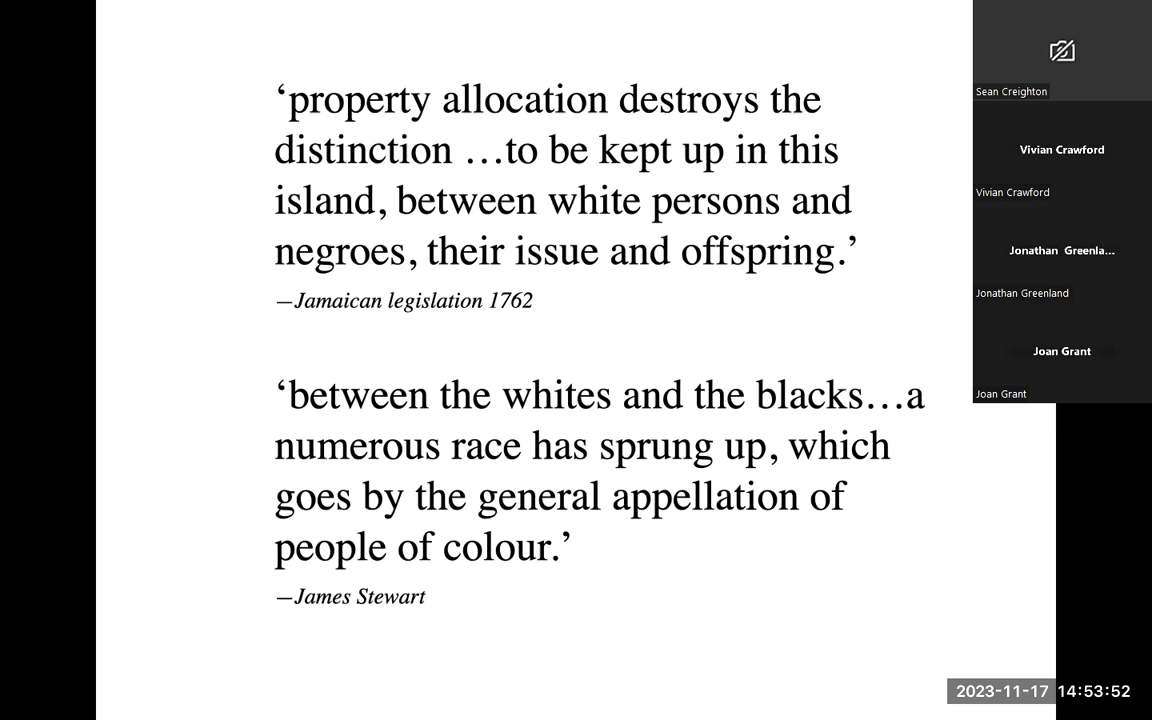 ‘property allocation destroys the
distinction …to be kept up in this
island, between white persons and
negroes, their issue and offspring.’
—Jamaican legislation 1762
‘between the whites and the blacks…a
numerous race has sprung up, which
goes by the general appellation of
people of colour.’
—James Stewart
Sean Creighton
Vivian Crawford
Vivian Crawford
Jonathan Greenla...
Jonathan Greenland
Joan Grant
Joan Grant
2023-11-17 14:53:52